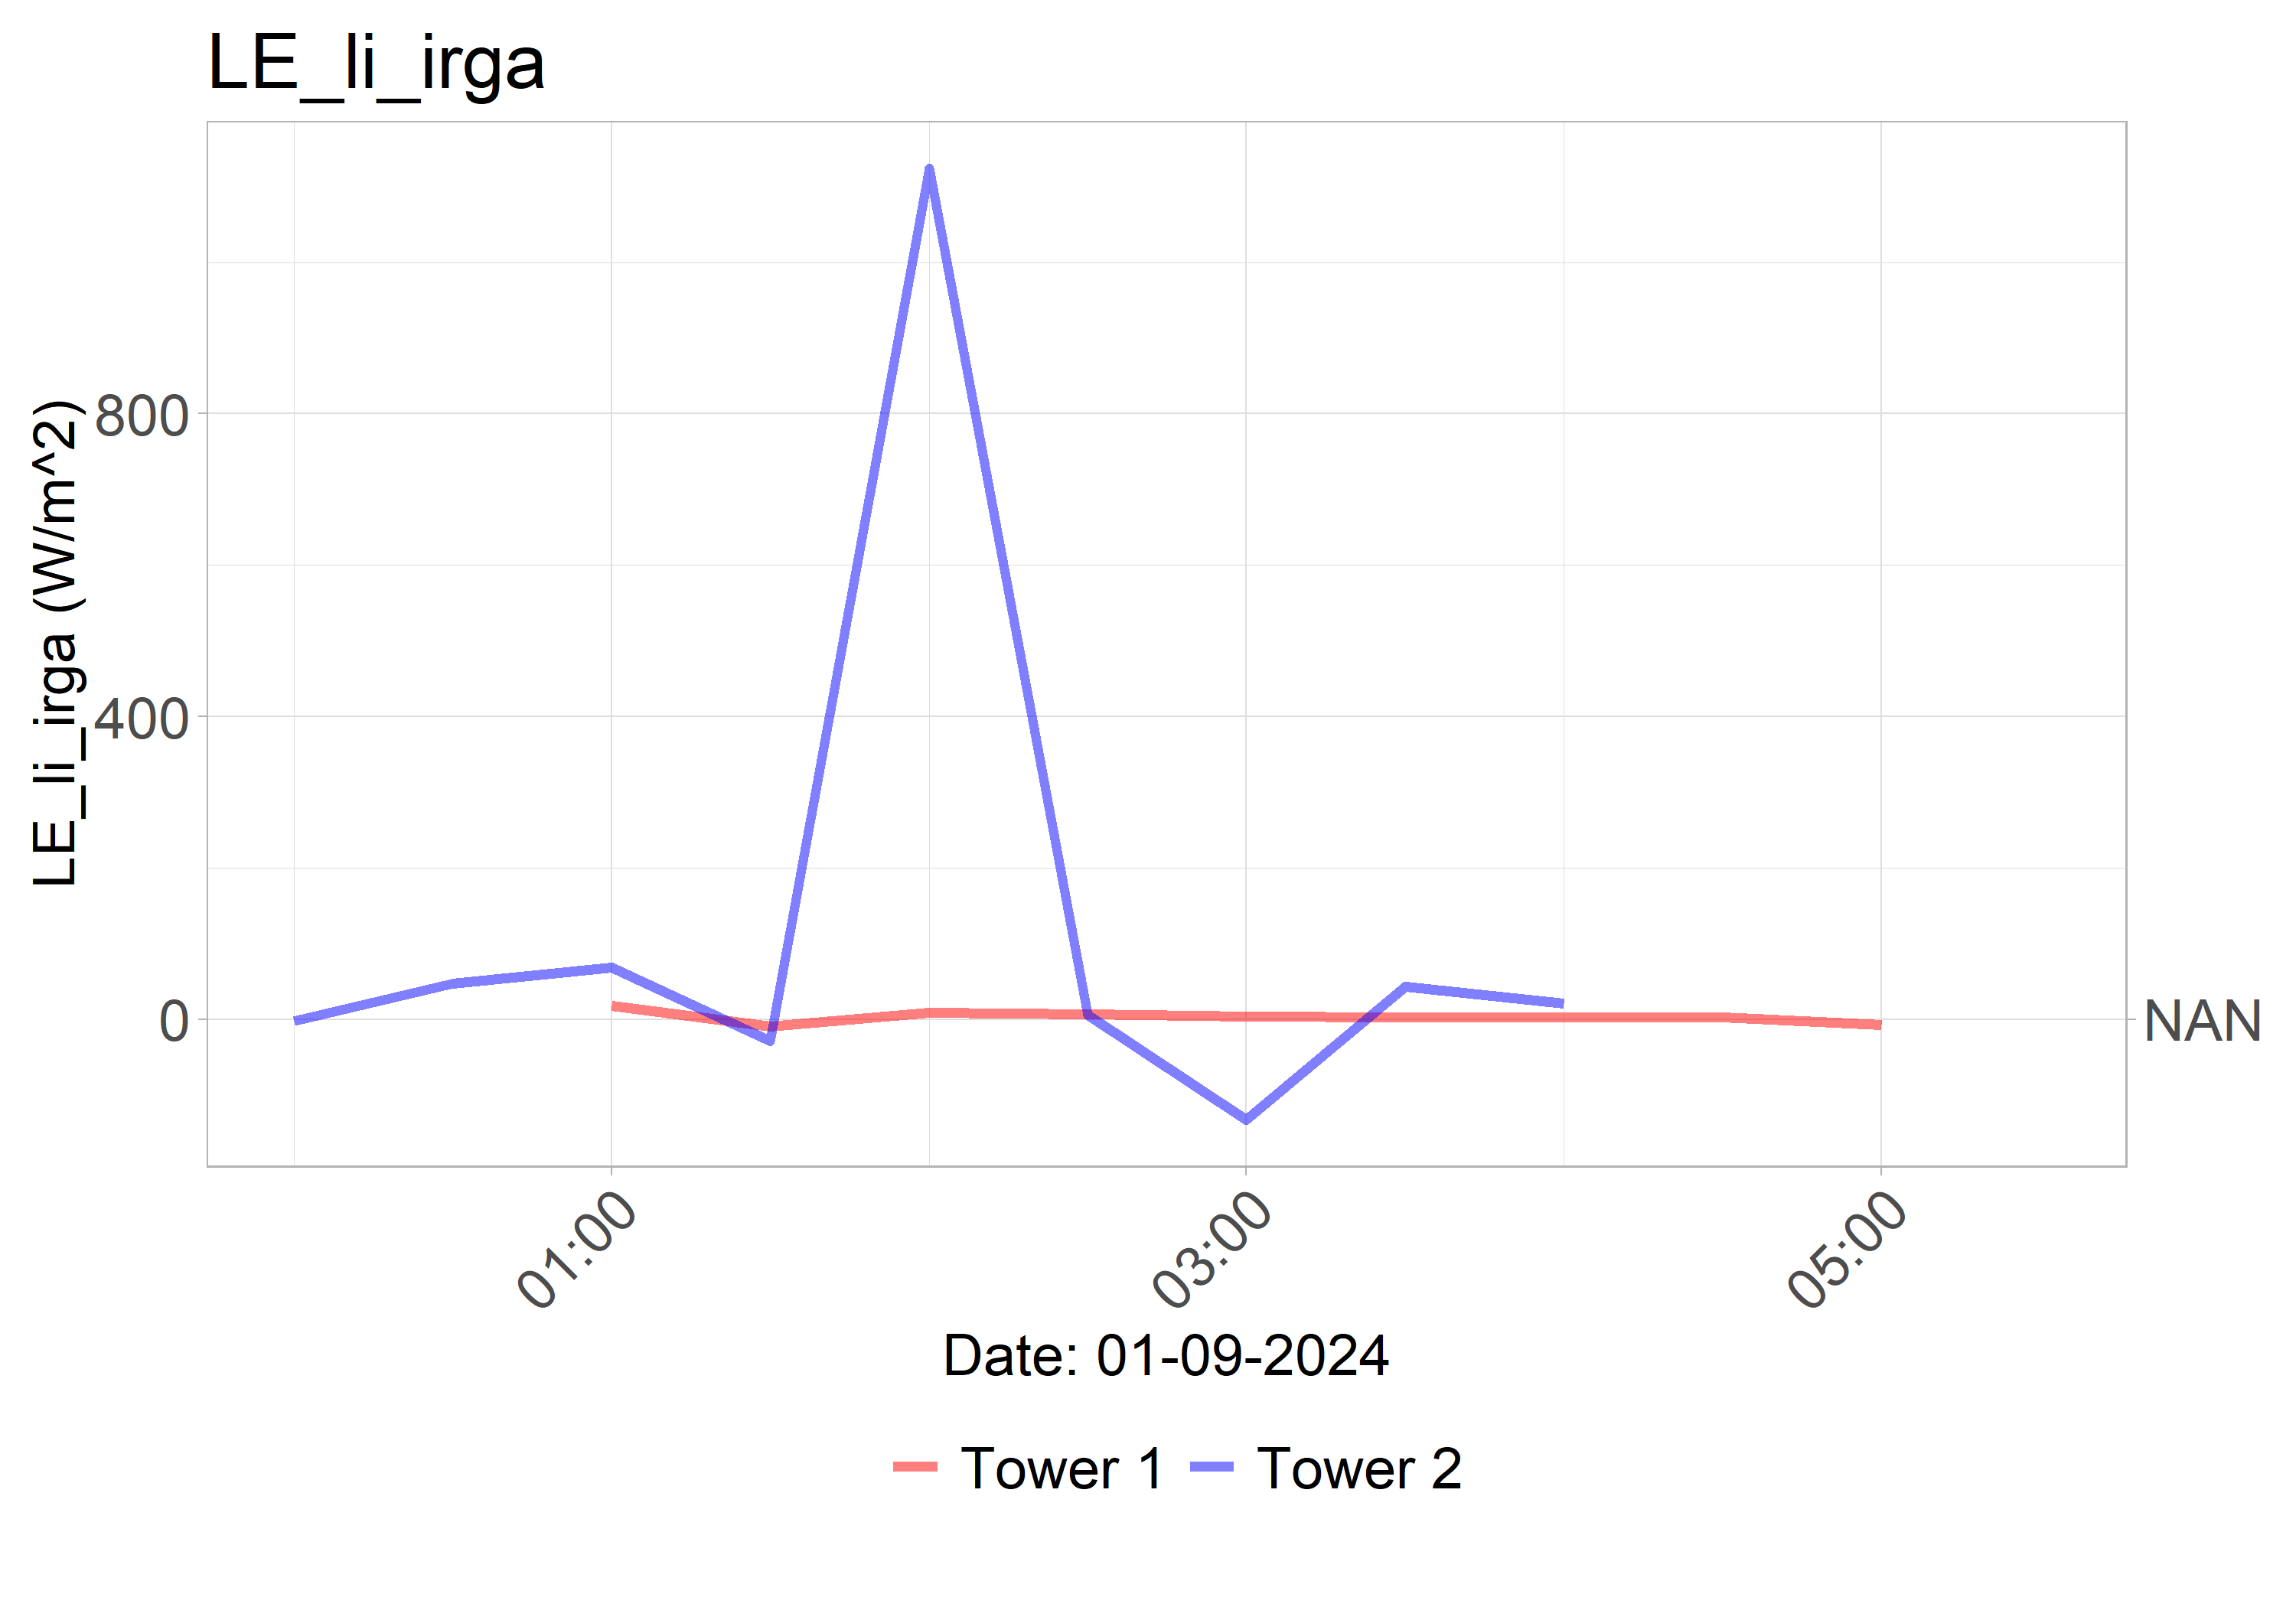 LE_li_irga
LE_li_irga (W/m^2)
800
400
0
NAN
01:00
03:00
05:00
Date: 01-09-2024
Tower 1
Tower 2